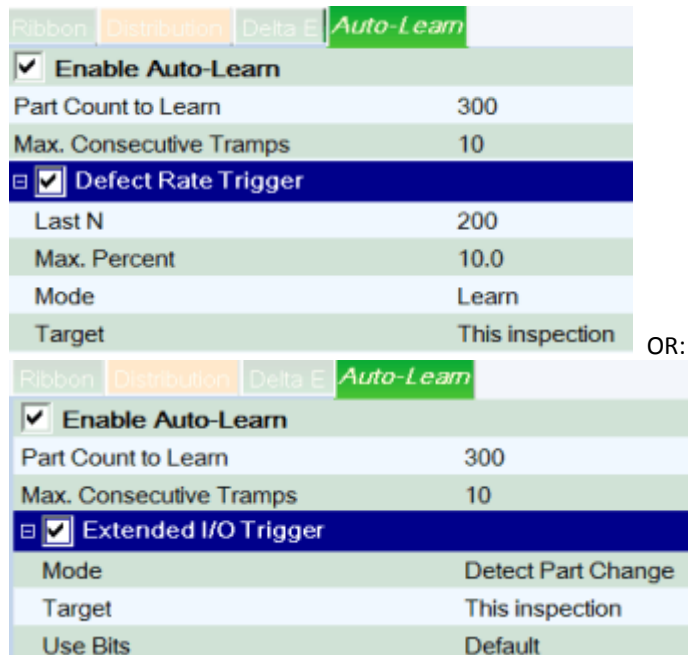 Ribbon Distribution Delta E Auto-Learn
Enable Auto-Learn
Part Count to Learn 300
Max. Consecutive Tramps 10
Defect Rate Trigger
Last N 200
Max. Percent 10.0
Mode Learn
Target This inspection
OR:
Ribbon Distribution Delta E Auto-Learn
Enable Auto-Learn
Part Count to Learn 300
Max. Consecutive Tramps 10
Extended I/O Trigger
Mode Detect Part Change
Target This inspection
Use Bits Default